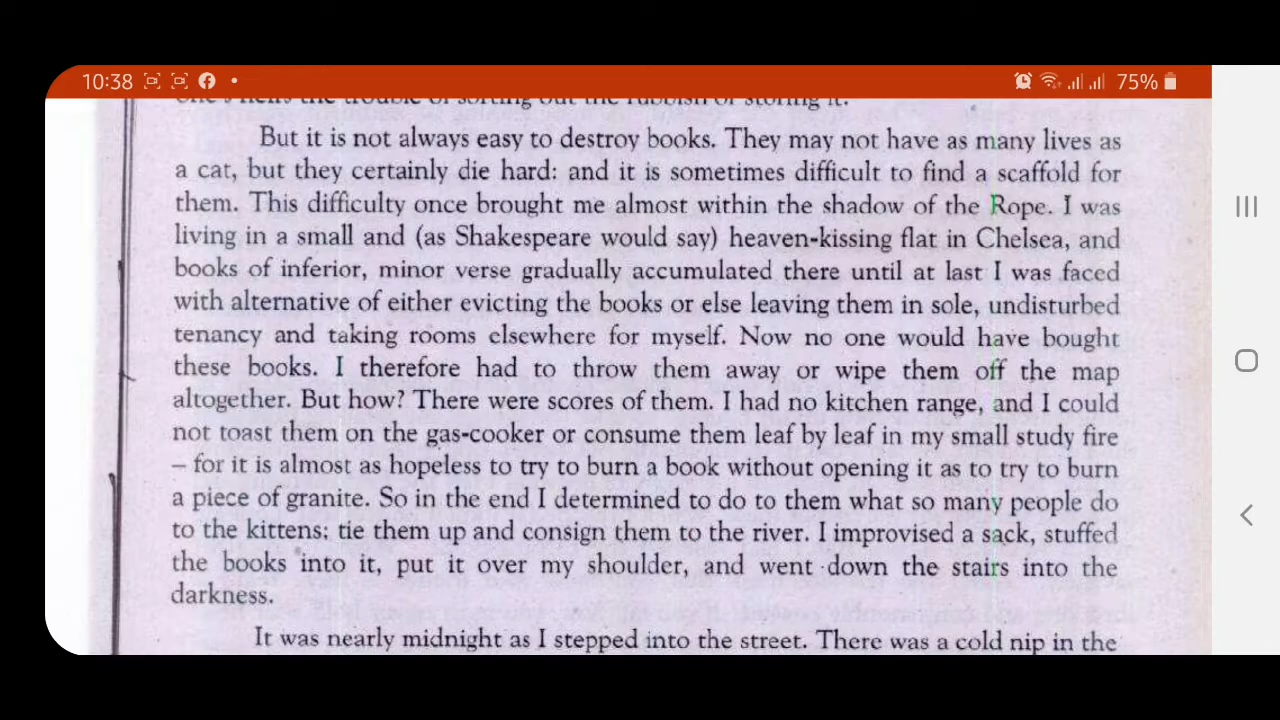 10:38
75%
one's heirs the trouble of sorting out the rubbish or storing it.
But it is not always easy to destroy books. They may not have as many lives as
a cat, but they certainly die hard: and it is sometimes difficult to find a scaffold for
them. This difficulty once brought me almost within the shadow of the Rope. I was
living in a small and (as Shakespeare would say) heaven-kissing flat in Chelsea, and
books of inferior, minor verse gradually accumulated there until at last I was faced
with alternative of either evicting the books or else leaving them in sole, undisturbed
tenancy and taking rooms elsewhere for myself. Now no one would have bought
these books. I therefore had to throw them away or wipe them off the map
altogether. But how? There were scores of them. I had no kitchen range, and I could
not toast them on the gas-cooker or consume them leaf by leaf in my small study fire
– for it is almost as hopeless to try to burn a book without opening it as to try to burn
a piece of granite. So in the end I determined to do to them what so many people do
to the kittens: tie them up and consign them to the river. I improvised a sack, stuffed
the books into it, put it over my shoulder, and went down the stairs into the
darkness.
It was nearly midnight as I stepped into the street. There was a cold nip in the